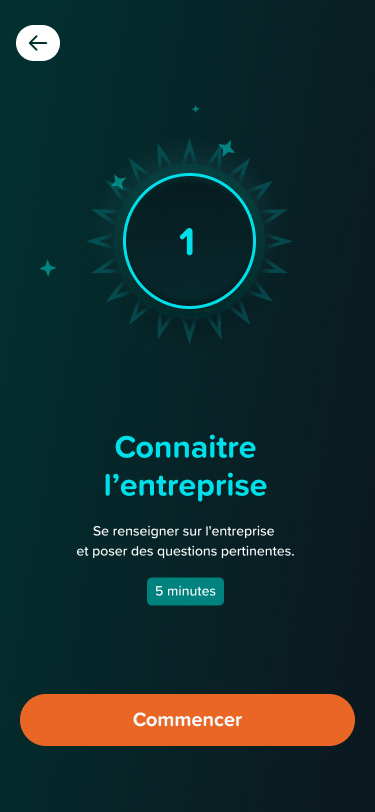 1
Connaitre
l'entreprise
Se renseigner sur l'entreprise
et poser des questions pertinentes.
5 minutes
Commencer